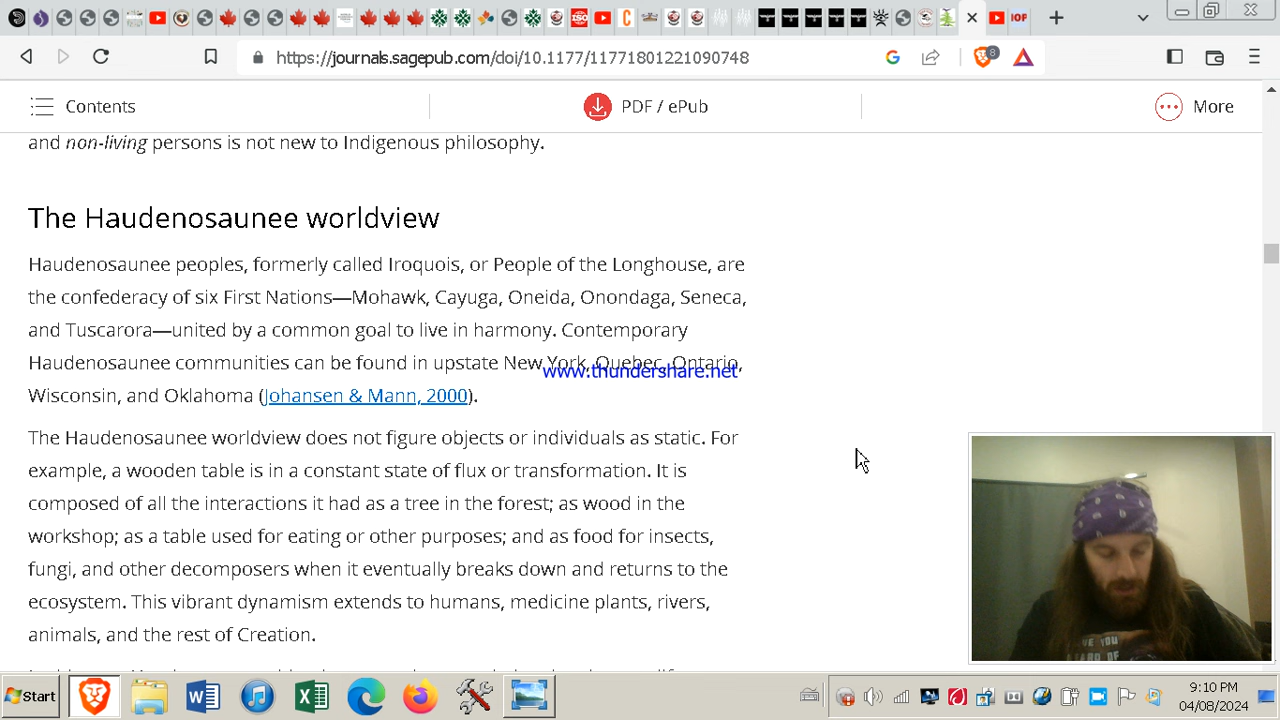 ISO
C
IOF
https://journals.sagepub.com/doi/10.1177/11771801221090748
8
Contents
PDF / ePub
More
and non-living persons is not new to Indigenous philosophy.
The Haudenosaunee worldview
Haudenosaunee peoples, formerly called Iroquois, or People of the Longhouse, are
the confederacy of six First Nations—Mohawk, Cayuga, Oneida, Onondaga, Seneca,
and Tuscarora—united by a common goal to live in harmony. Contemporary
Haudenosaunee communities can be found in upstate New York, Quebec, Ontario,
www.thundershare.net
Wisconsin, and Oklahoma (Johansen & Mann, 2000).
The Haudenosaunee worldview does not figure objects or individuals as static. For
example, a wooden table is in a constant state of flux or transformation. It is
composed of all the interactions it had as a tree in the forest; as wood in the
workshop; as a table used for eating or other purposes; and as food for insects,
fungi, and other decomposers when it eventually breaks down and returns to the
ecosystem. This vibrant dynamism extends to humans, medicine plants, rivers,
animals, and the rest of Creation.
YOU
OF
Start
9:10 PM
04/08/2024